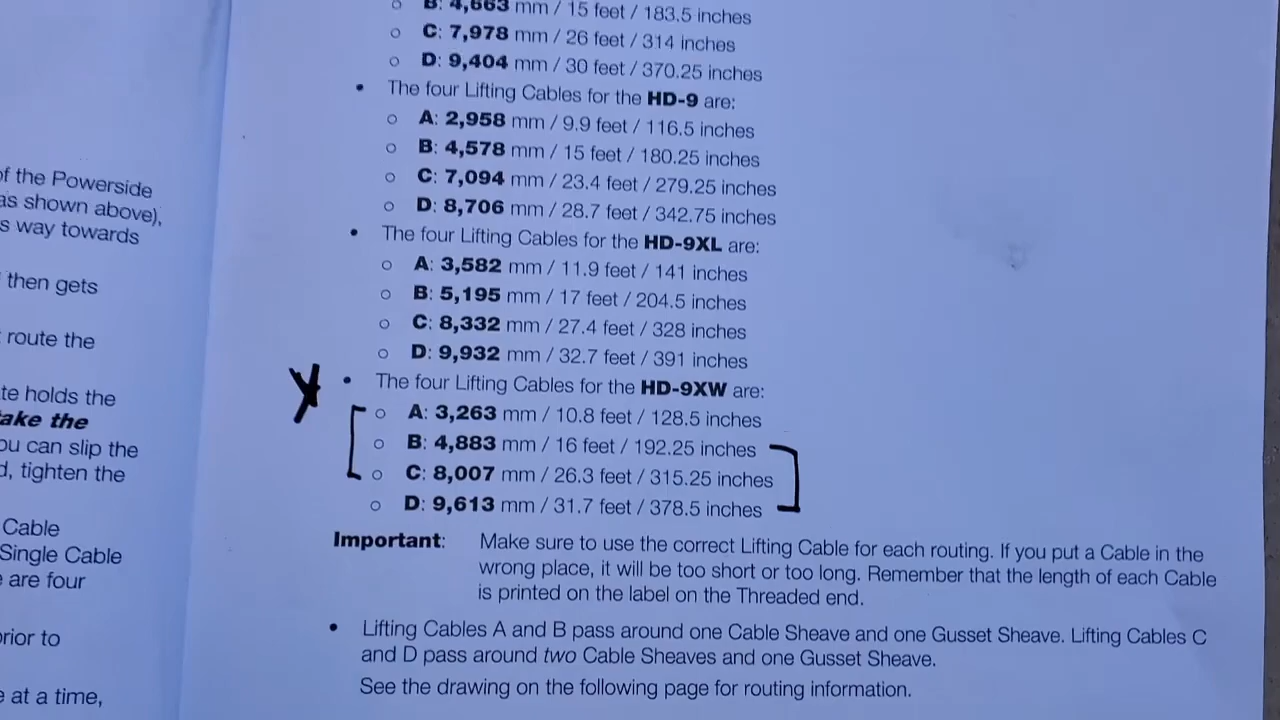 of the Powerside
as shown above),
s way towards
then gets
route the
te holds the
ake the
ou can slip the
d, tighten the
Cable
Single Cable
are four
rior to
e at a time,
B: 4,663 mm / 15 feet / 183.5 inches
C: 7,978 mm / 26 feet / 314 inches
D: 9,404 mm / 30 feet / 370.25 inches
The four Lifting Cables for the HD-9 are:
A: 2,958 mm / 9.9 feet / 116.5 inches
B: 4,578 mm / 15 feet / 180.25 inches
C: 7,094 mm / 23.4 feet / 279.25 inches
D: 8,706 mm / 28.7 feet / 342.75 inches
The four Lifting Cables for the HD-9XL are:
A: 3,582 mm / 11.9 feet / 141 inches
B: 5,195 mm / 17 feet / 204.5 inches
C: 8,332 mm / 27.4 feet / 328 inches
D: 9,932 mm / 32.7 feet / 391 inches
The four Lifting Cables for the HD-9XW are:
A: 3,263 mm / 10.8 feet / 128.5 inches
B: 4,883 mm / 16 feet / 192.25 inches
C: 8,007 mm / 26.3 feet / 315.25 inches
D: 9,613 mm / 31.7 feet / 378.5 inches
Important: Make sure to use the correct Lifting Cable for each routing. If you put a Cable in the
wrong place, it will be too short or too long. Remember that the length of each Cable
is printed on the label on the Threaded end.
Lifting Cables A and B pass around one Cable Sheave and one Gusset Sheave. Lifting Cables C
and D pass around two Cable Sheaves and one Gusset Sheave.
See the drawing on the following page for routing information.